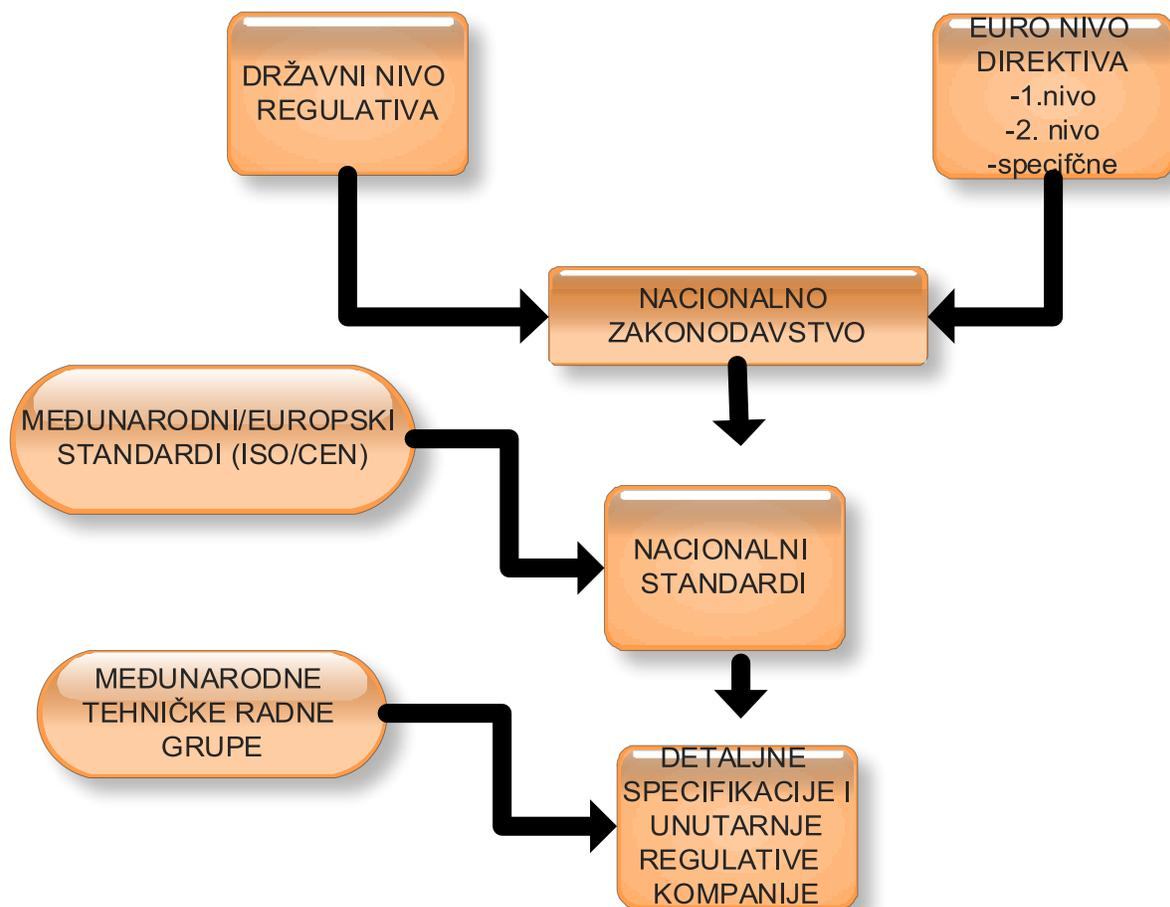 DRŽAVNI NIVO
REGULATIVA
EURO NIVO
DIREKTIVA
-1.nivo
-2. nivo
-specifčne
NACIONALNO
ZAKONODAVSTVO
MEĐUNARODNI/EUROPSKI
STANDARDI (ISO/CEN)
NACIONALNI
STANDARDI
MEĐUNARODNE
TEHNIČKE RADNE
GRUPE
DETALJNE
SPECIFIKACIJE I
UNUTARNJE
REGULATIVE
KOMPANIJE